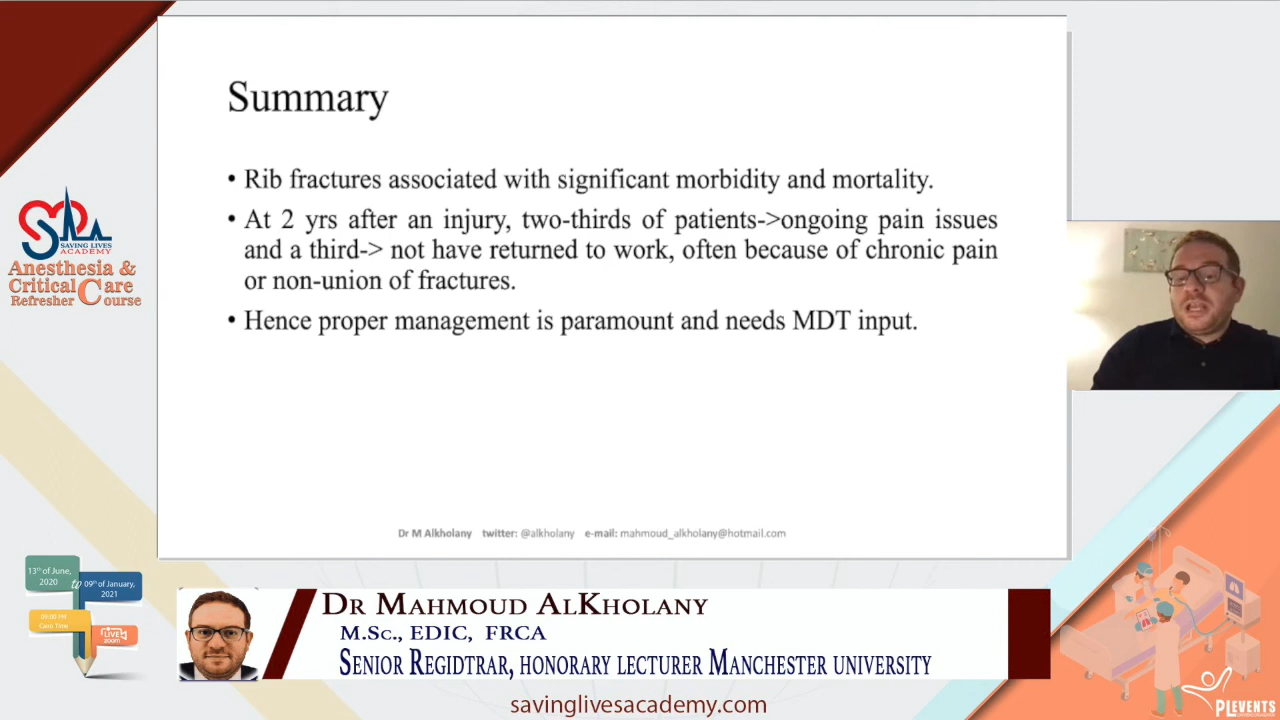 Summary
• Rib fractures associated with significant morbidity and mortality.
• At 2 yrs after an injury, two-thirds of patients->ongoing pain issues
and a third-> not have returned to work, often because of chronic pain
or non-union of fractures.
• Hence proper management is paramount and needs MDT input.
Dr M Alkholany twitter: @alkholany e-mail: mahmoud_alkholany@hotmail.com
SAVING LIVES
ACADEMY
Anesthesia &
Critical Care
Refresher Course
13th of June,
2020
to
09th of January,
2021
Cairo Time
LIVE
zoom
DR MAHMOUD ALKHOLANY
M.SC., EDIC, FRCA
SENIOR REGIDTRAR, HONORARY LECTURER MANCHESTER UNIVERSITY
savinglivesacademy.com
PLEVENTS